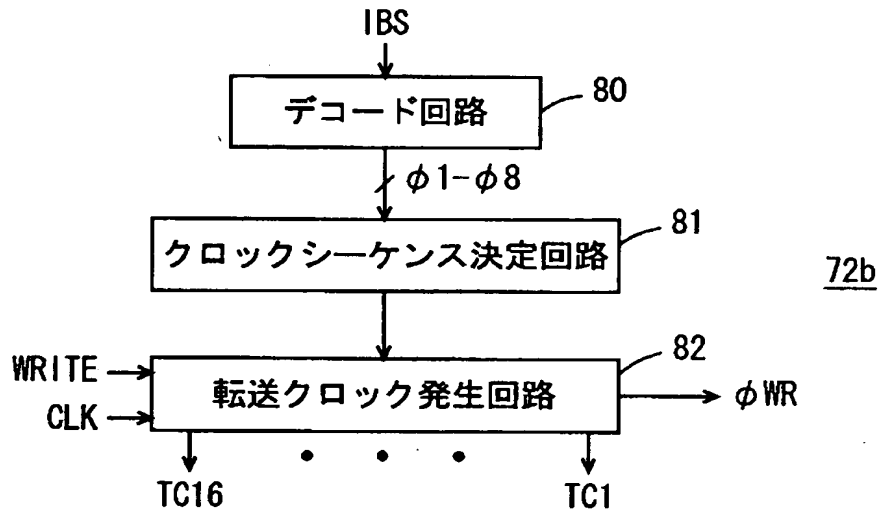 IBS
デコード回路
80
φ1-φ8
クロックシーケンス決定回路
81
72b
WRITE
CLK
転送クロック発生回路
82
φWR
TC16
TC1